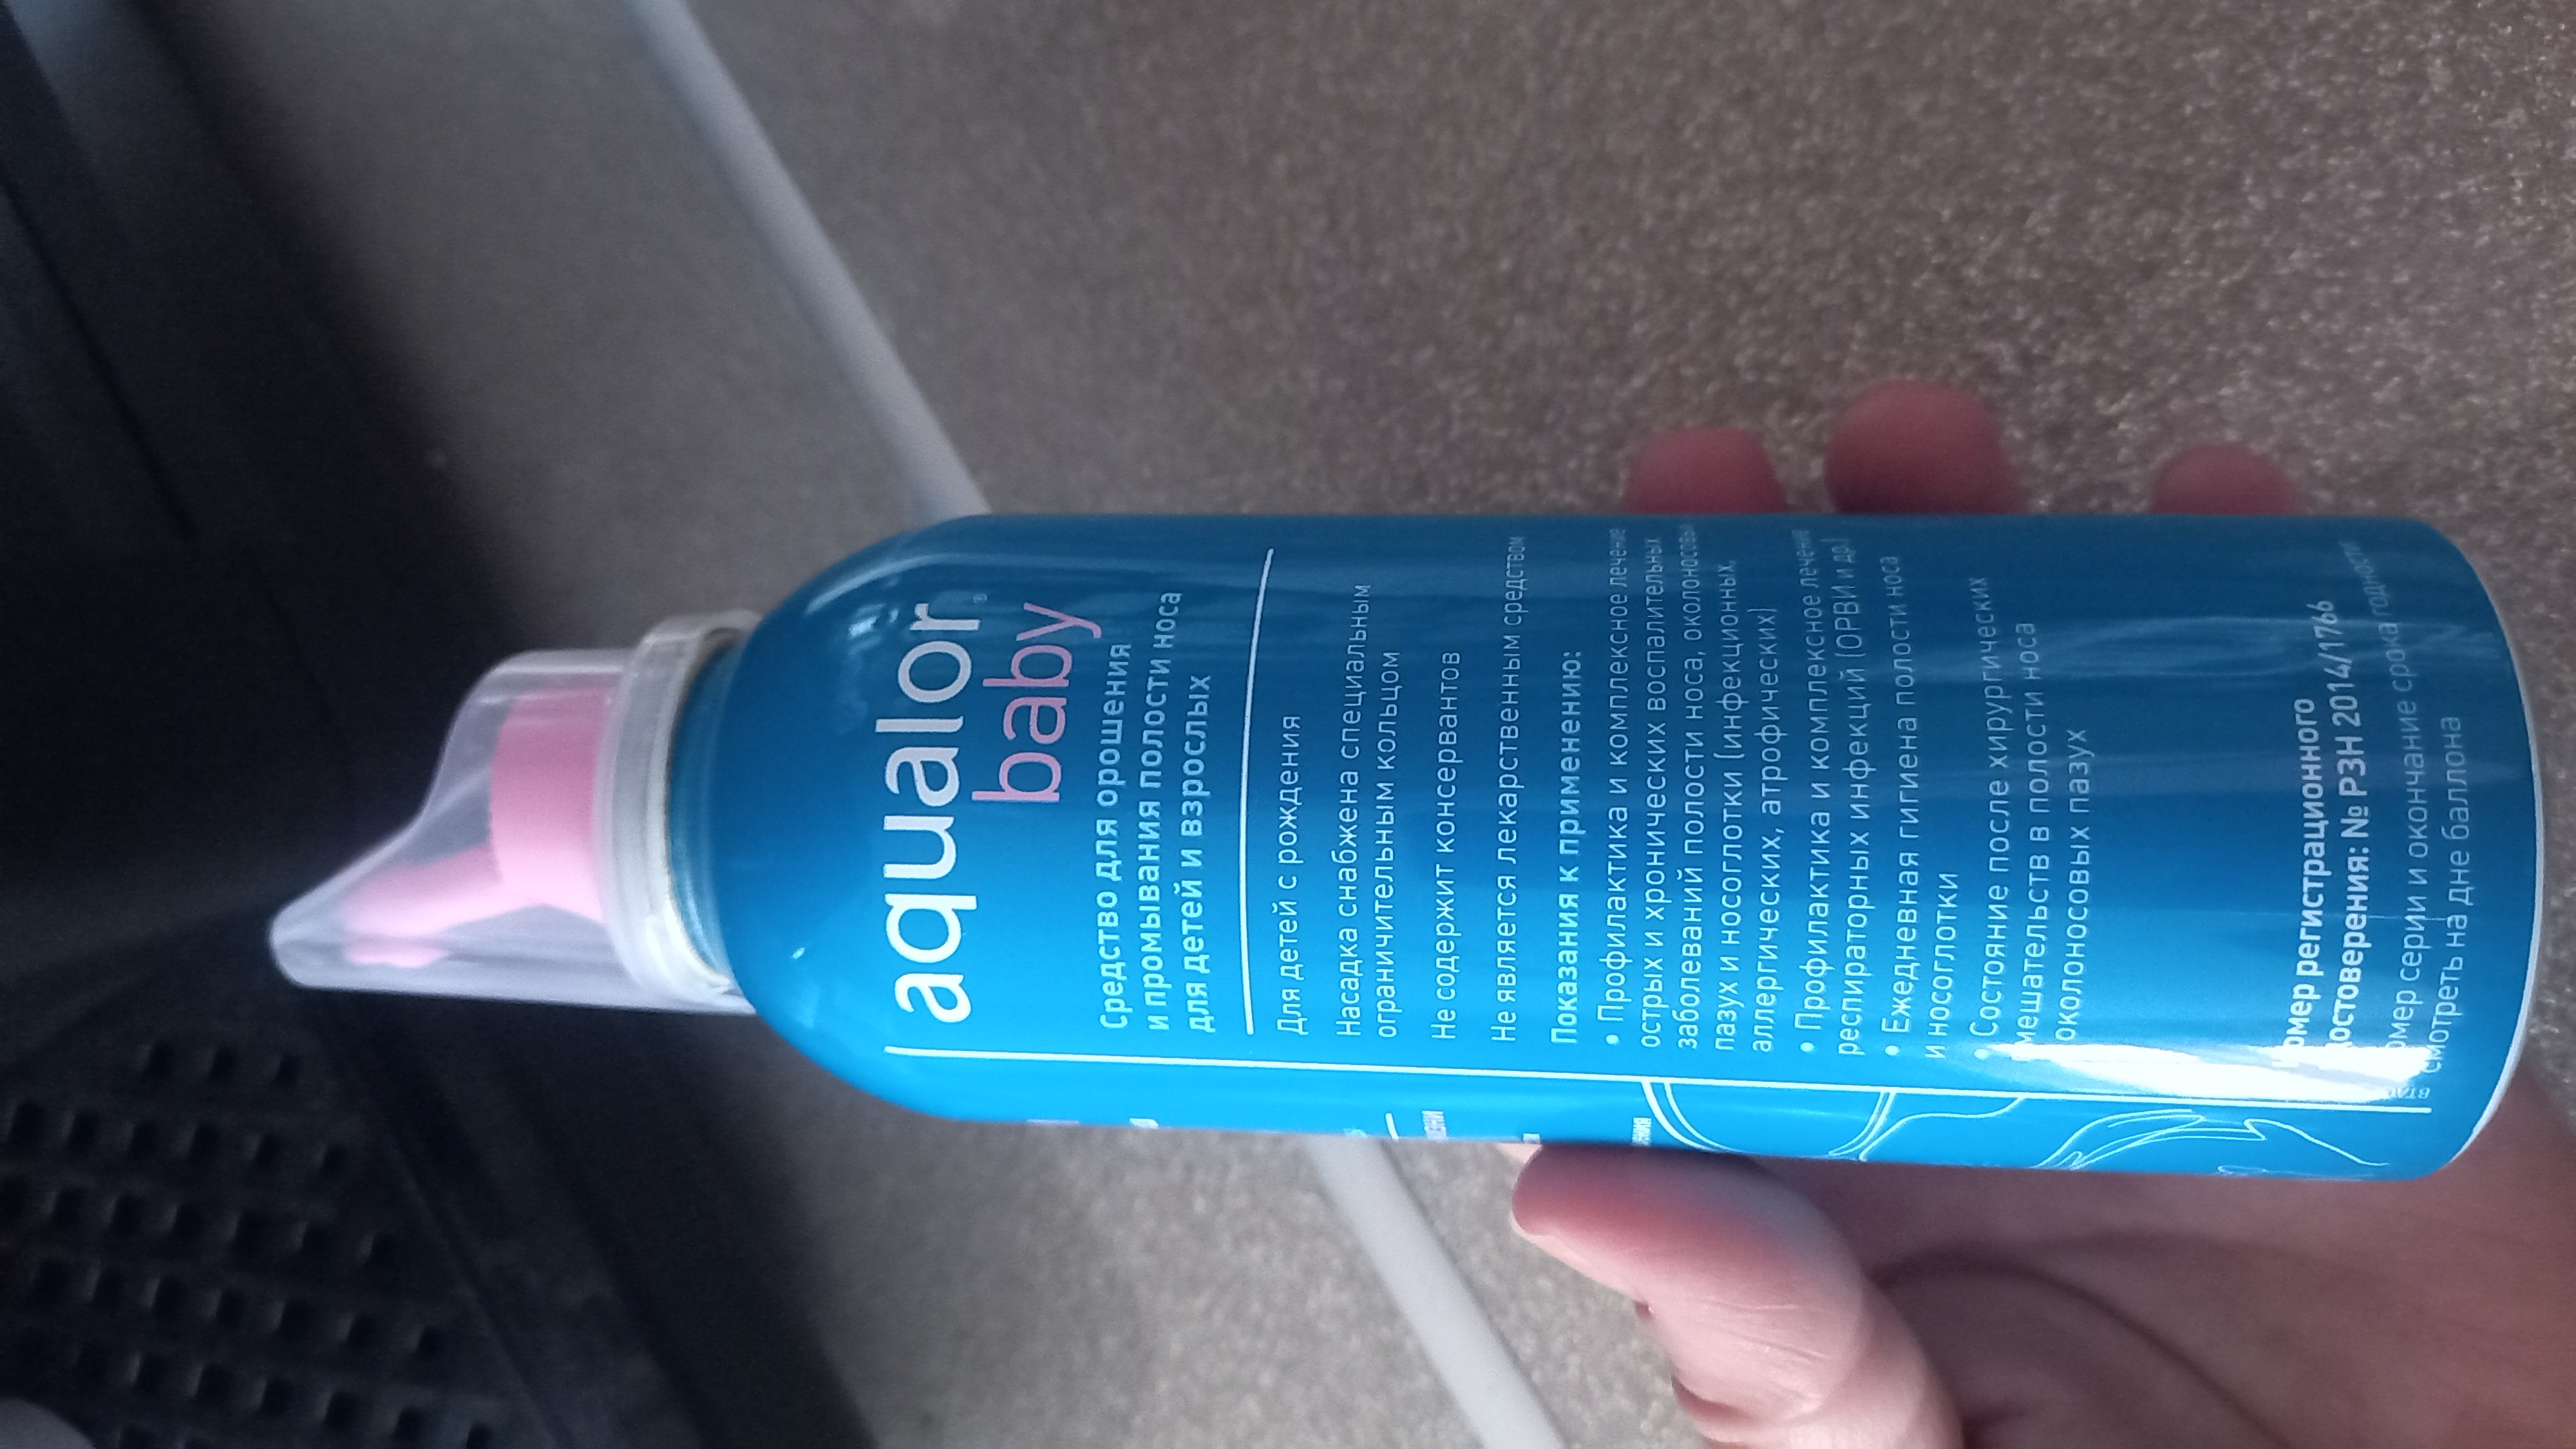 aqualor
baby
Средство для орошения
и промывания полости носа
для детей и взрослых
Для детей с рождения
Насадка снабжена специальным
ограничительным кольцом
Не содержит консервантов
Не является лекарственным средством
Показания к применению:
• Профилактика и комплексное лечение
острых и хронических воспалительных
заболеваний полости носа, околоносовы
пазух и носоглотки (инфекционных,
аллергических, атрофических)
• Профилактика и комплексное лечение
респираторных инфекций (ОРВИ и др.)
• Ежедневная гигиена полости носа
и носоглотки
• Состояние после хирургических
мешательств в полости носа
околоносовых пазух
омер регистрационного
остоверения: № РЗН 2014/1766
омер серии и окончание срока годности
смотреть на дне баллона